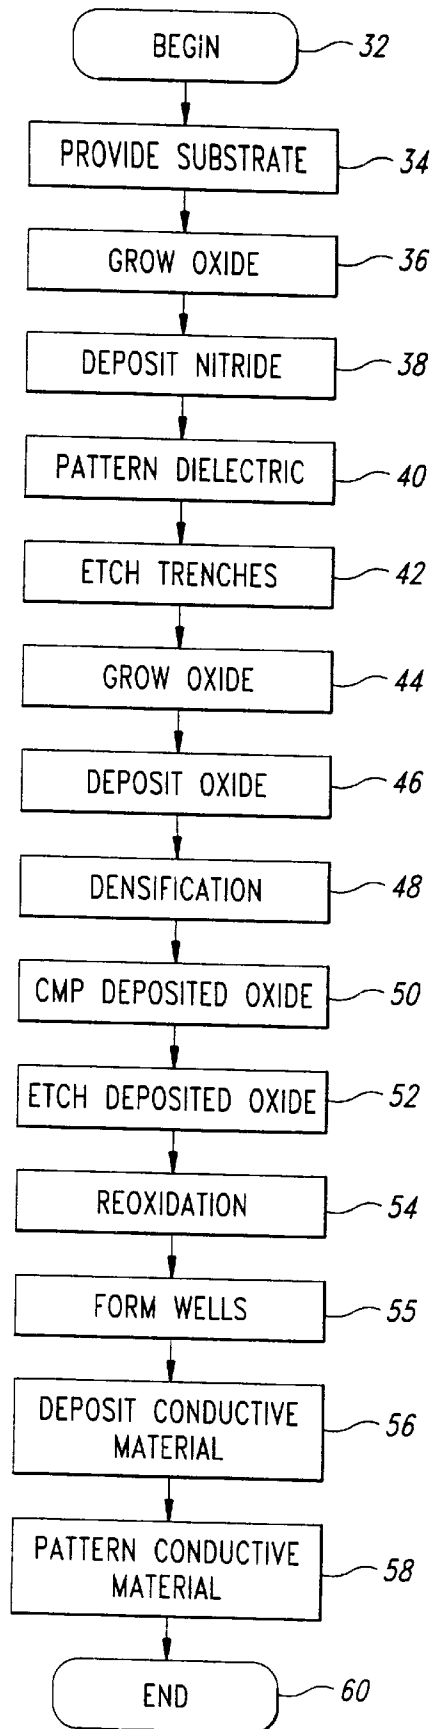 BEGIN 32
PROVIDE SUBSTRATE 34
GROW OXIDE 36
DEPOSIT NITRIDE 38
PATTERN DIELECTRIC 40
ETCH TRENCHES 42
GROW OXIDE 44
DEPOSIT OXIDE 46
DENSIFICATION 48
CMP DEPOSITED OXIDE 50
ETCH DEPOSITED OXIDE 52
REOXIDATION 54
FORM WELLS 55
DEPOSIT CONDUCTIVE
MATERIAL 56
PATTERN CONDUCTIVE
MATERIAL 58
END 60